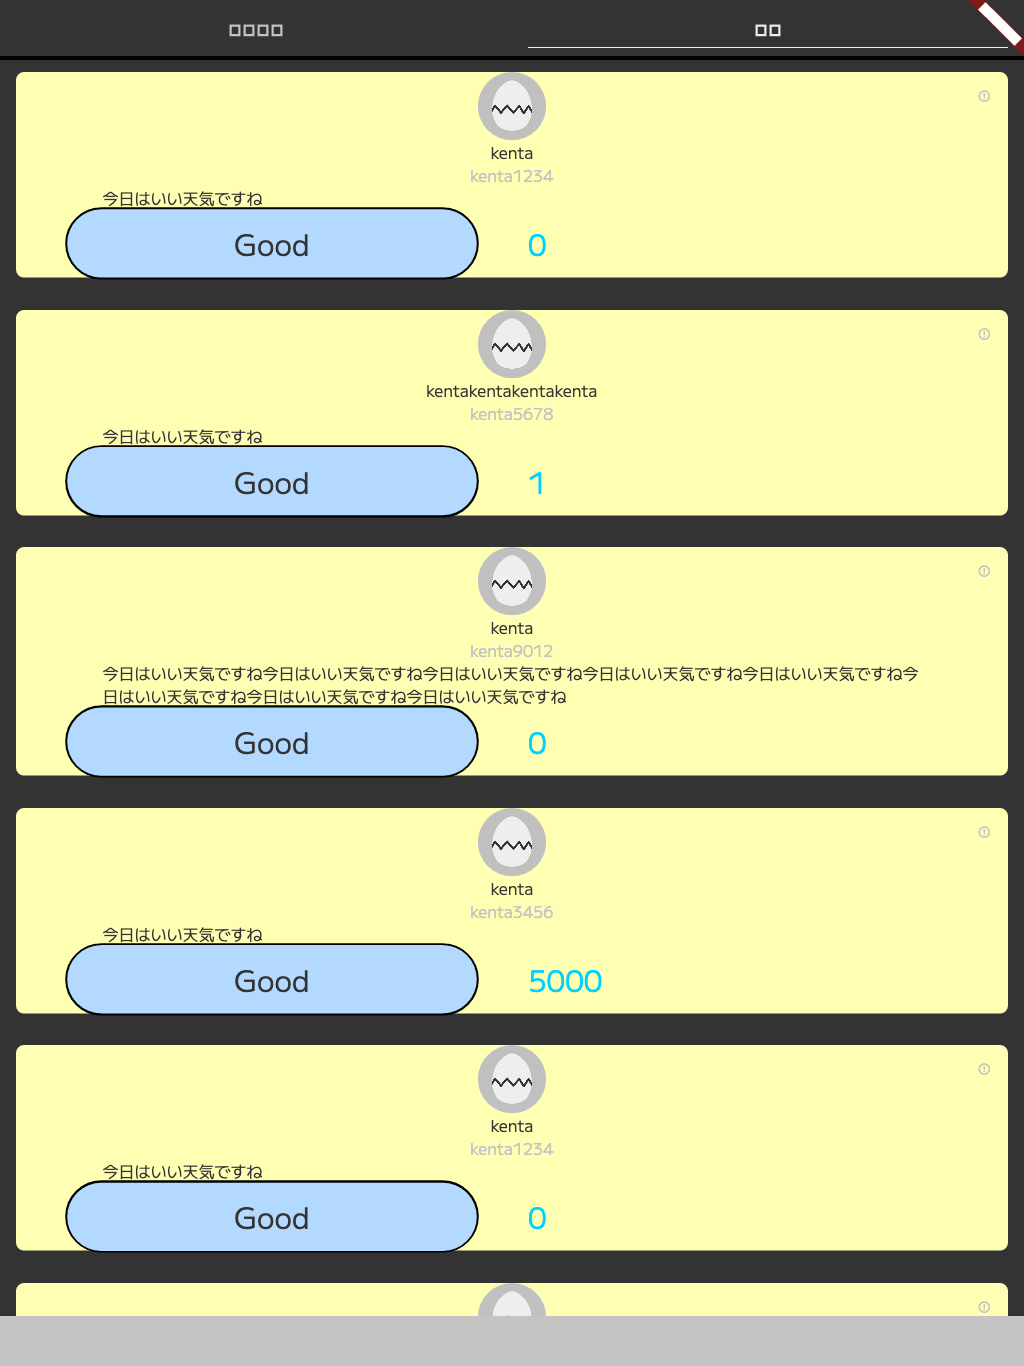 kenta
kenta1234
今日はいい天気ですね
Good
0
kentakentakentakenta
kenta5678
今日はいい天気ですね
Good
1
kenta
kenta9012
今日はいい天気ですね今日はいい天気ですね今日はいい天気ですね今日はいい天気ですね今日はいい天気ですね今
日はいい天気ですね今日はいい天気ですね今日はいい天気ですね
Good
0
kenta
kenta3456
今日はいい天気ですね
Good
5000
kenta
kenta1234
今日はいい天気ですね
Good
0